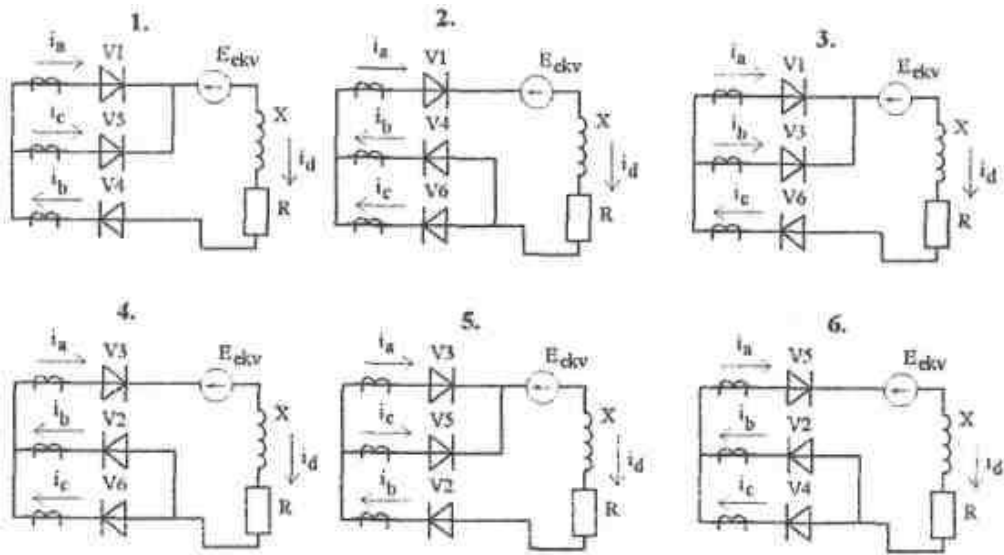 1.
i_a V1 E_ekv
i_c V5 X
i_b V4 i_d
R
2.
i_a V1 E_ekv
i_b V4 X
i_c V6 i_d
R
3.
i_a V1 E_ekv
i_b V3 X
i_c V6 i_d
R
4.
i_a V3 E_ekv
i_b V2 X
i_c V6 i_d
R
5.
i_a V3 E_ekv
i_c V5 X
i_b V2 i_d
R
6.
i_a V5 E_ekv
i_b V2 X
i_c V4 i_d
R